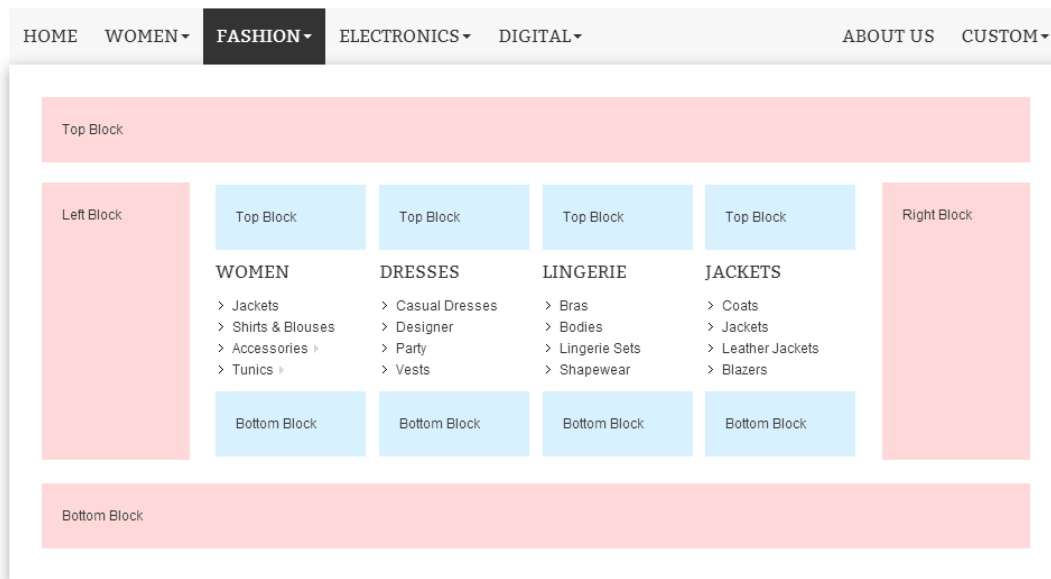 HOME WOMEN FASHION ELECTRONICS DIGITAL ABOUT US CUSTOM
Top Block
Left Block
Top Block Top Block Top Block Top Block
Right Block
WOMEN DRESSES LINGERIE JACKETS
Jackets Casual Dresses Bras Coats
Shirts & Blouses Designer Bodies Jackets
Accessories Party Lingerie Sets Leather Jackets
Tunics Vests Shapewear Blazers
Bottom Block Bottom Block Bottom Block Bottom Block
Bottom Block